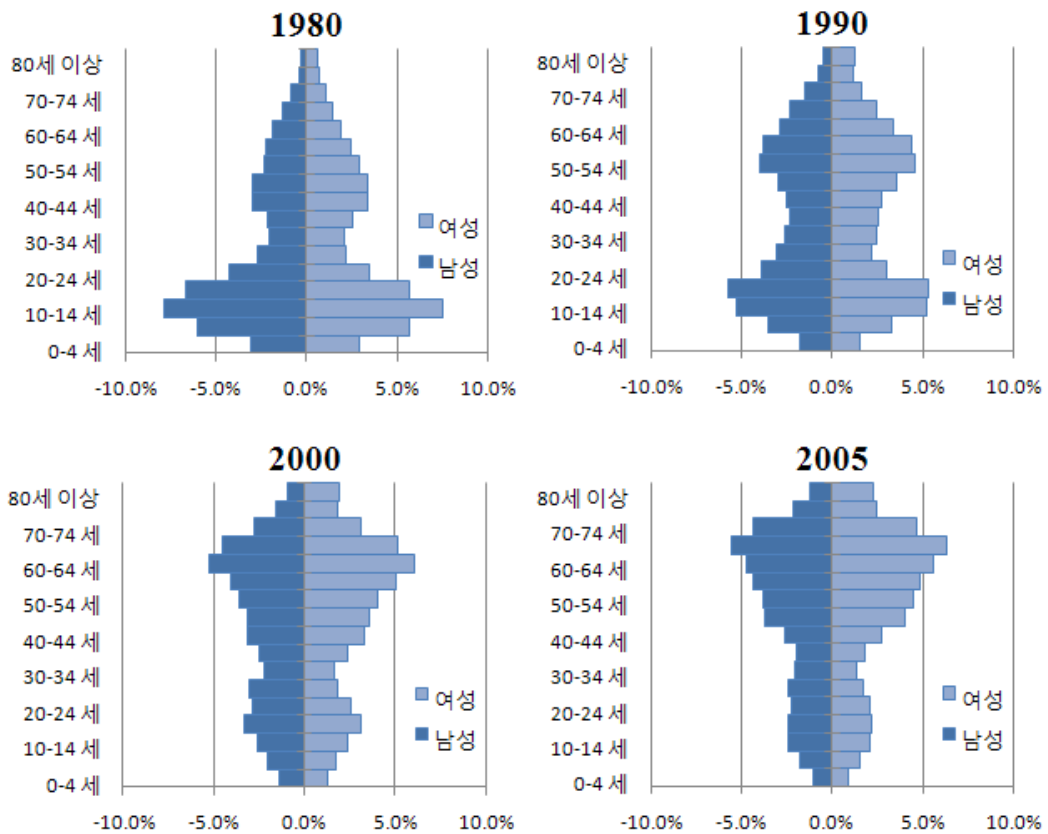 1980
80세 이상
70-74 세
60-64 세
50-54 세
40-44 세
30-34 세
20-24 세
10-14 세
0-4 세
여성
남성
-10.0% -5.0% 0.0% 5.0% 10.0%
1990
80세 이상
70-74 세
60-64 세
50-54 세
40-44 세
30-34 세
20-24 세
10-14 세
0-4 세
여성
남성
-10.0% -5.0% 0.0% 5.0% 10.0%
2000
80세 이상
70-74 세
60-64 세
50-54 세
40-44 세
30-34 세
20-24 세
10-14 세
0-4 세
여성
남성
-10.0% -5.0% 0.0% 5.0% 10.0%
2005
80세 이상
70-74 세
60-64 세
50-54 세
40-44 세
30-34 세
20-24 세
10-14 세
0-4 세
여성
남성
-10.0% -5.0% 0.0% 5.0% 10.0%